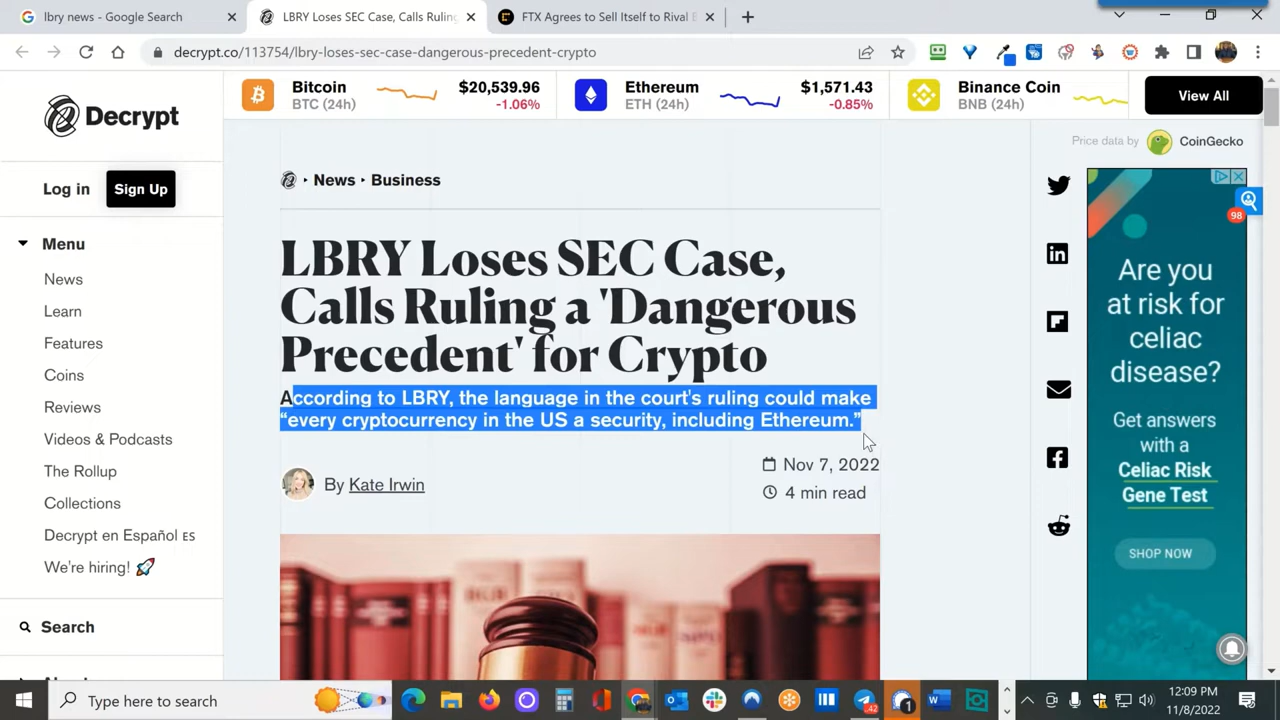 lbry news - Google Search
LBRY Loses SEC Case, Calls Ruling
FTX Agrees to Sell Itself to Rival B
decrypt.co/113754/lbry-loses-sec-case-dangerous-precedent-crypto
Decrypt
Bitcoin
BTC (24h)
$20,539.96
-1.06%
Ethereum
ETH (24h)
$1,571.43
-0.85%
Binance Coin
BNB (24h)
View All
Price data by CoinGecko
Log in
Sign Up
Menu
News
Learn
Features
Coins
Reviews
Videos & Podcasts
The Rollup
Collections
Decrypt en Español ES
We're hiring! 🚀
Search
News
Business
LBRY Loses SEC Case,
Calls Ruling a 'Dangerous
Precedent' for Crypto
According to LBRY, the language in the court's ruling could make
“every cryptocurrency in the US a security, including Ethereum.”
By Kate Irwin
Nov 7, 2022
4 min read
98
Are you
at risk for
celiac
disease?
Get answers
with a
Celiac Risk
Gene Test
SHOP NOW
Type here to search
42
1
12:09 PM
11/8/2022